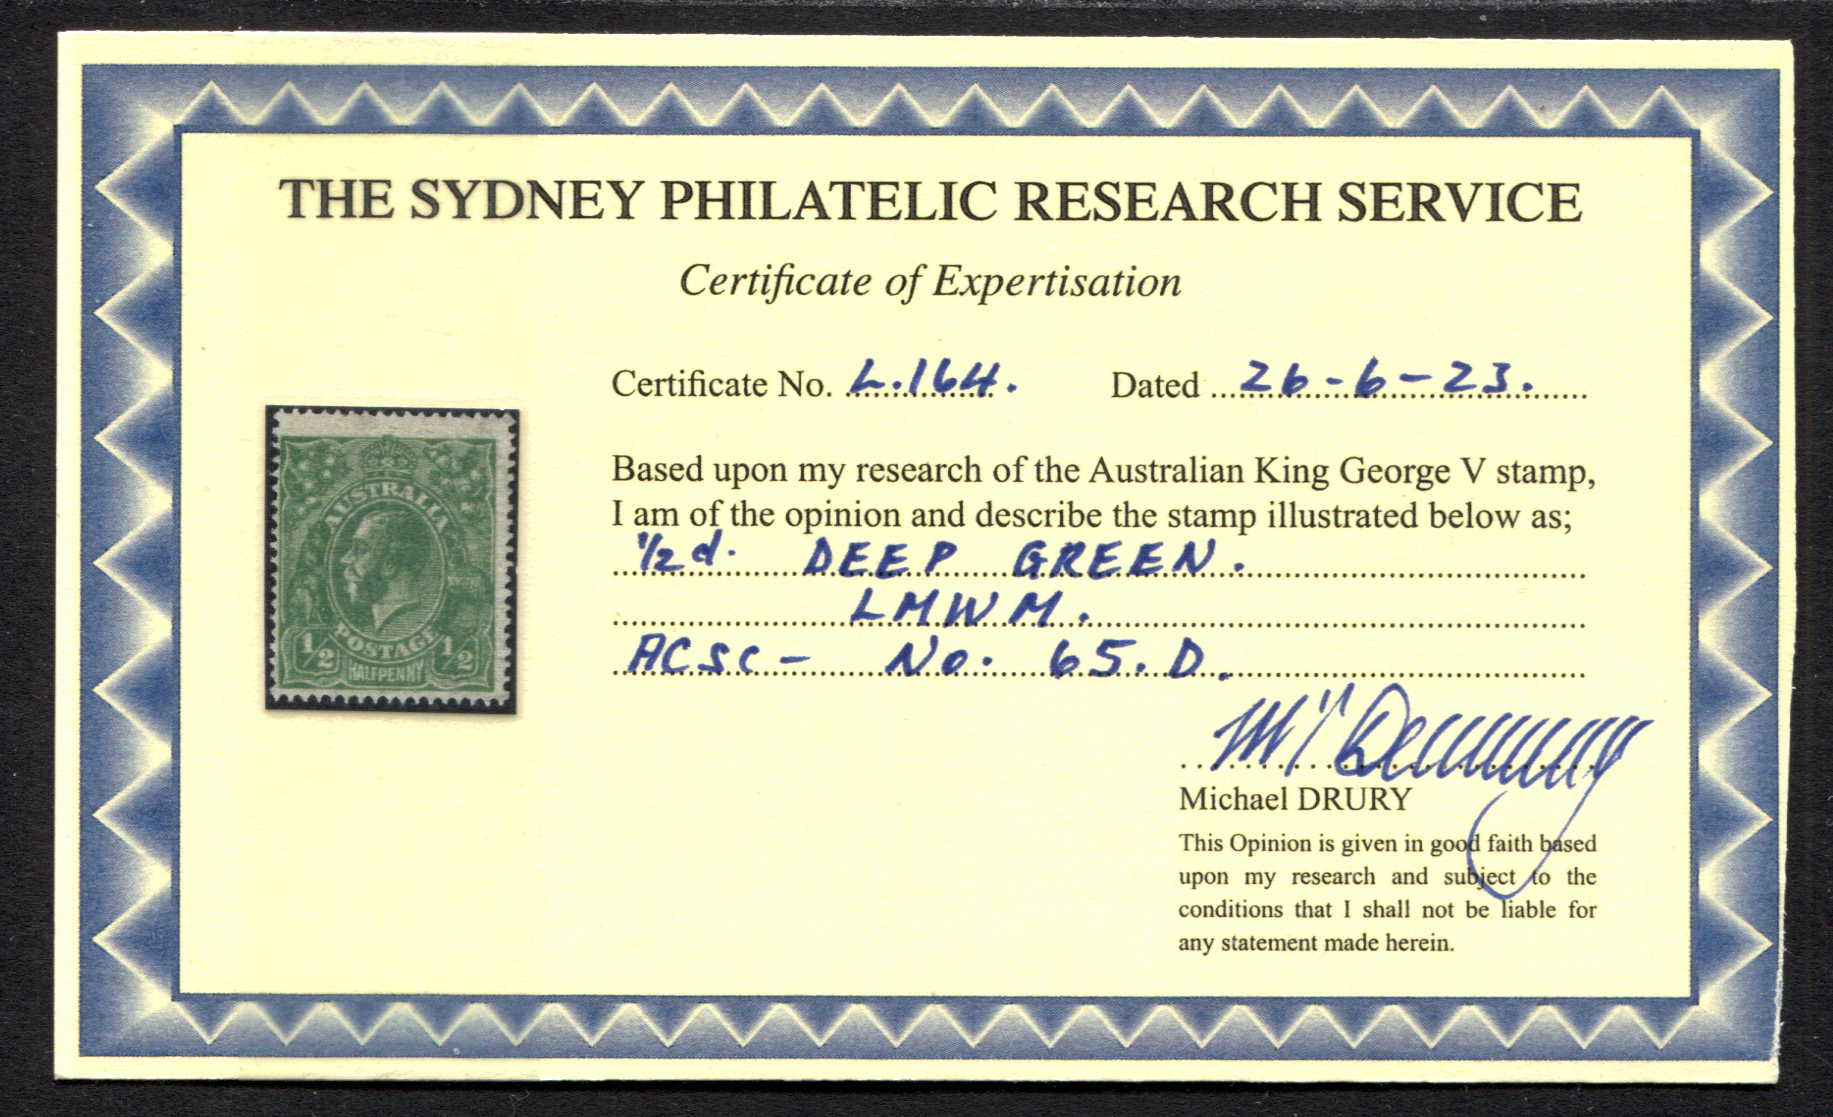 THE SYDNEY PHILATELIC RESEARCH SERVICE
Certificate of Expertisation
Certificate No. L.164. Dated 26-6-23.
Based upon my research of the Australian King George V stamp,
I am of the opinion and describe the stamp illustrated below as;
½d. DEEP GREEN.
LMWM.
ACSC- No. 65.D.
AUSTRALIA
POSTAGE
½ ½
HALFPENNY
Michael DRURY
This Opinion is given in good faith based
upon my research and subject to the
conditions that I shall not be liable for
any statement made herein.